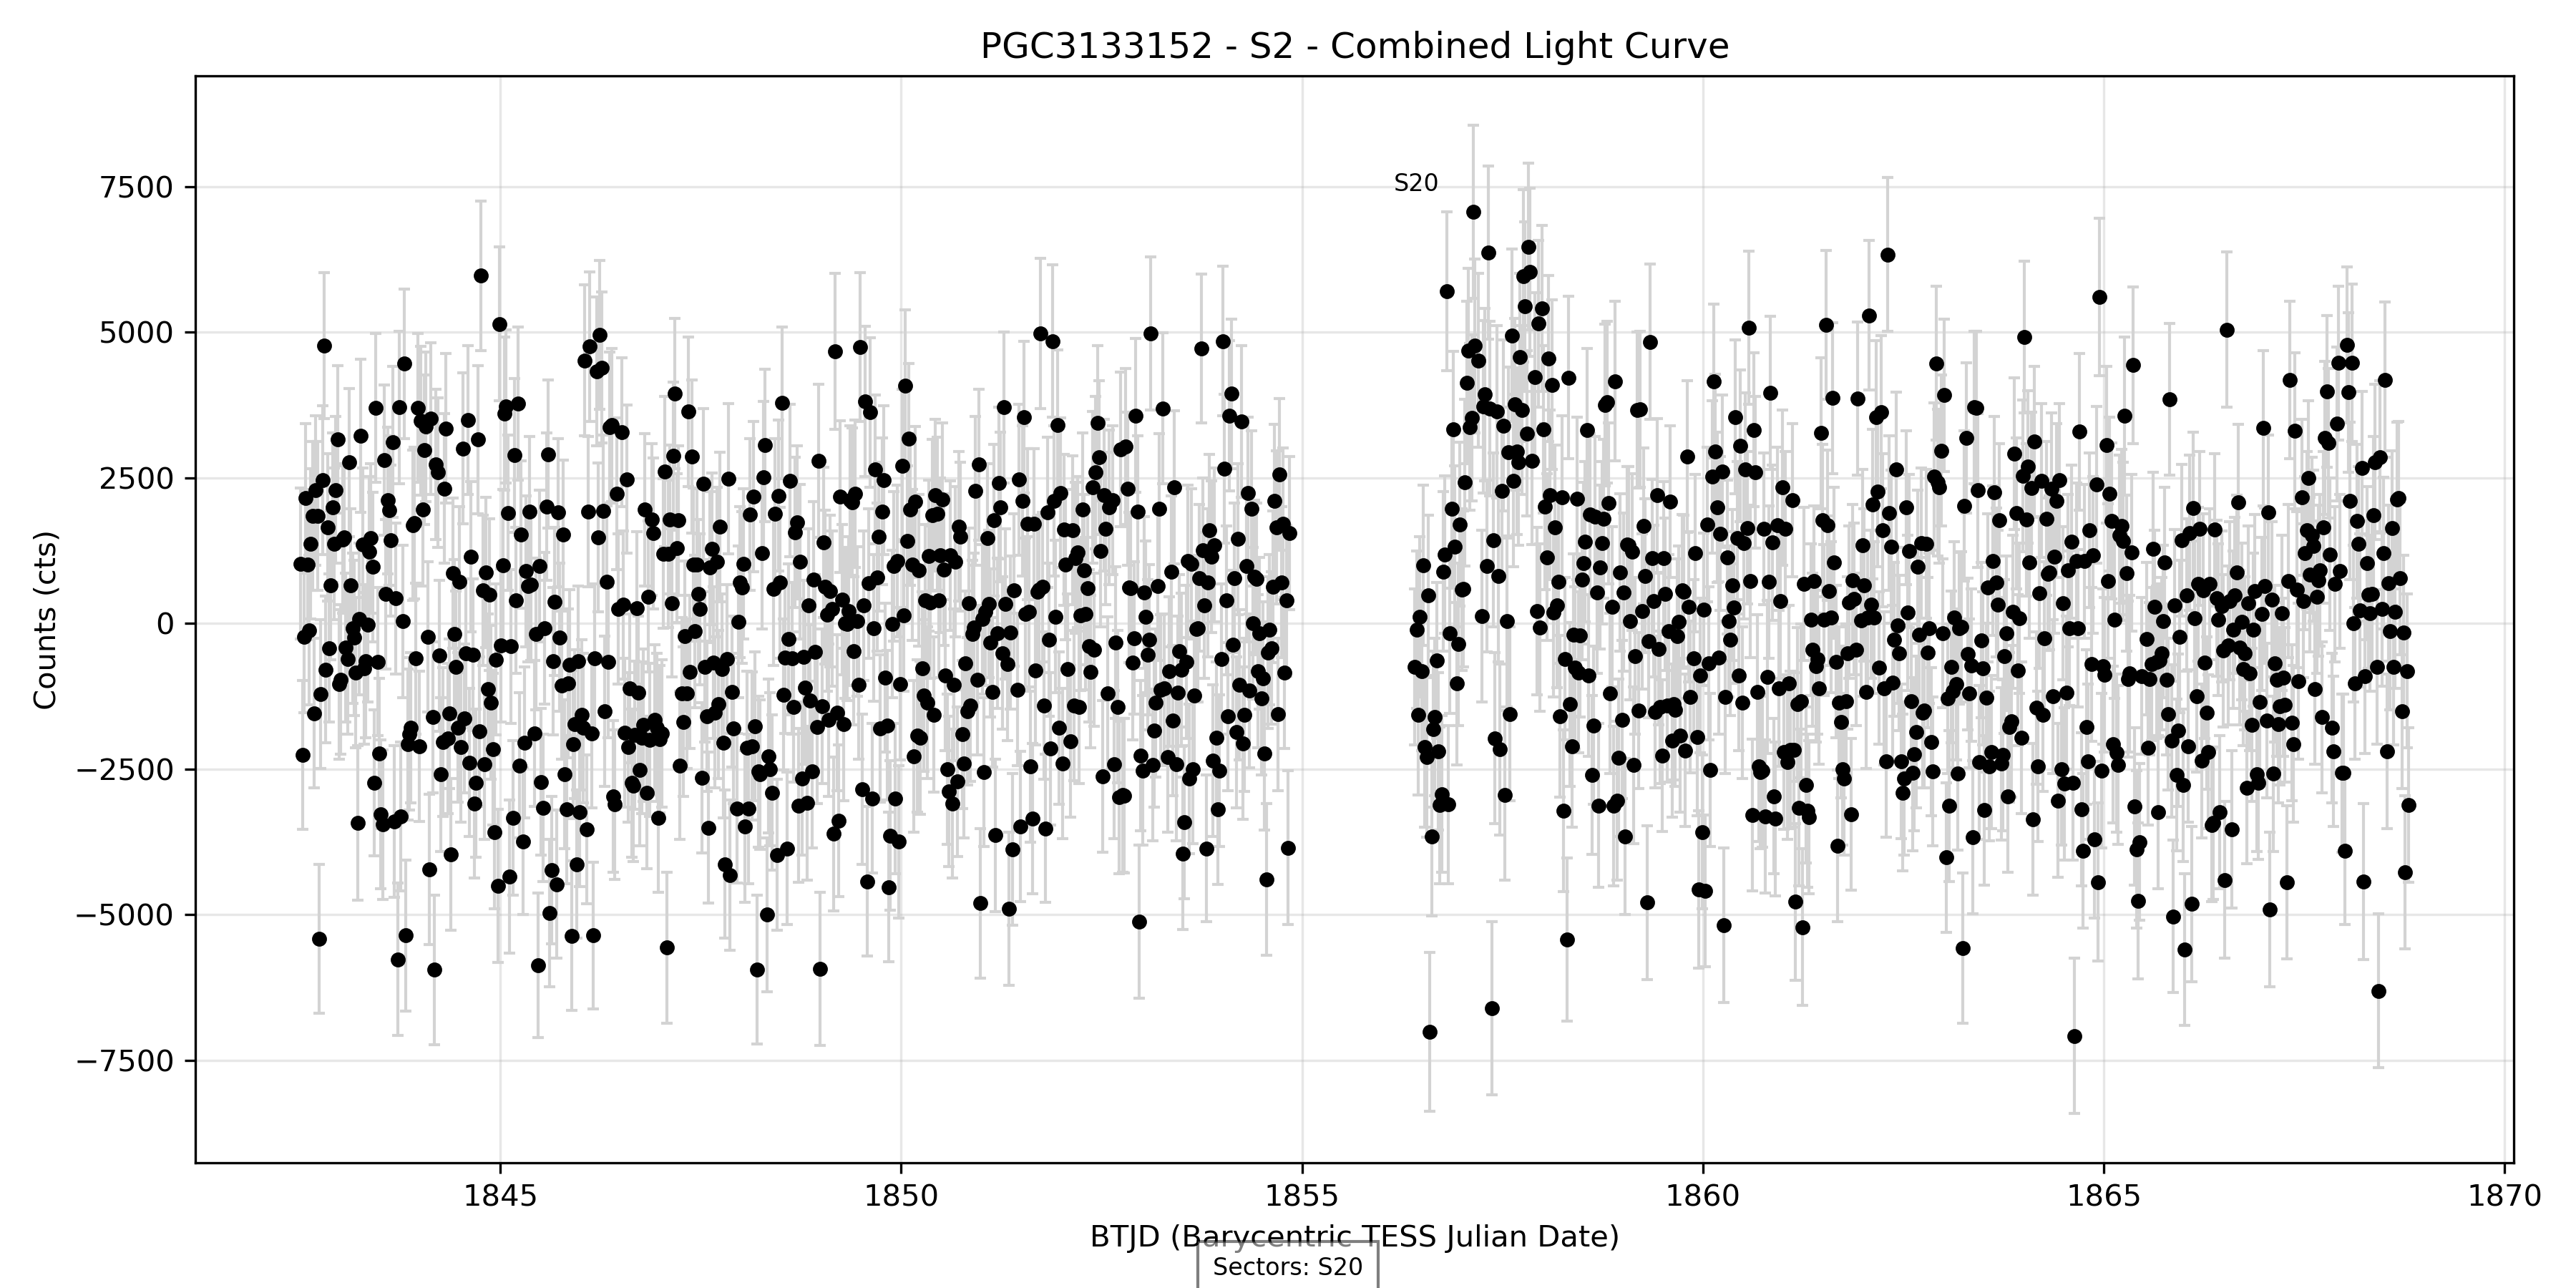 PGC3133152 - S2 - Combined Light Curve
Counts (cts)
7500
5000
2500
0
−2500
−5000
−7500
S20
1845
1850
1855
1860
1865
1870
BTJD (Barycentric TESS Julian Date)
Sectors: S20